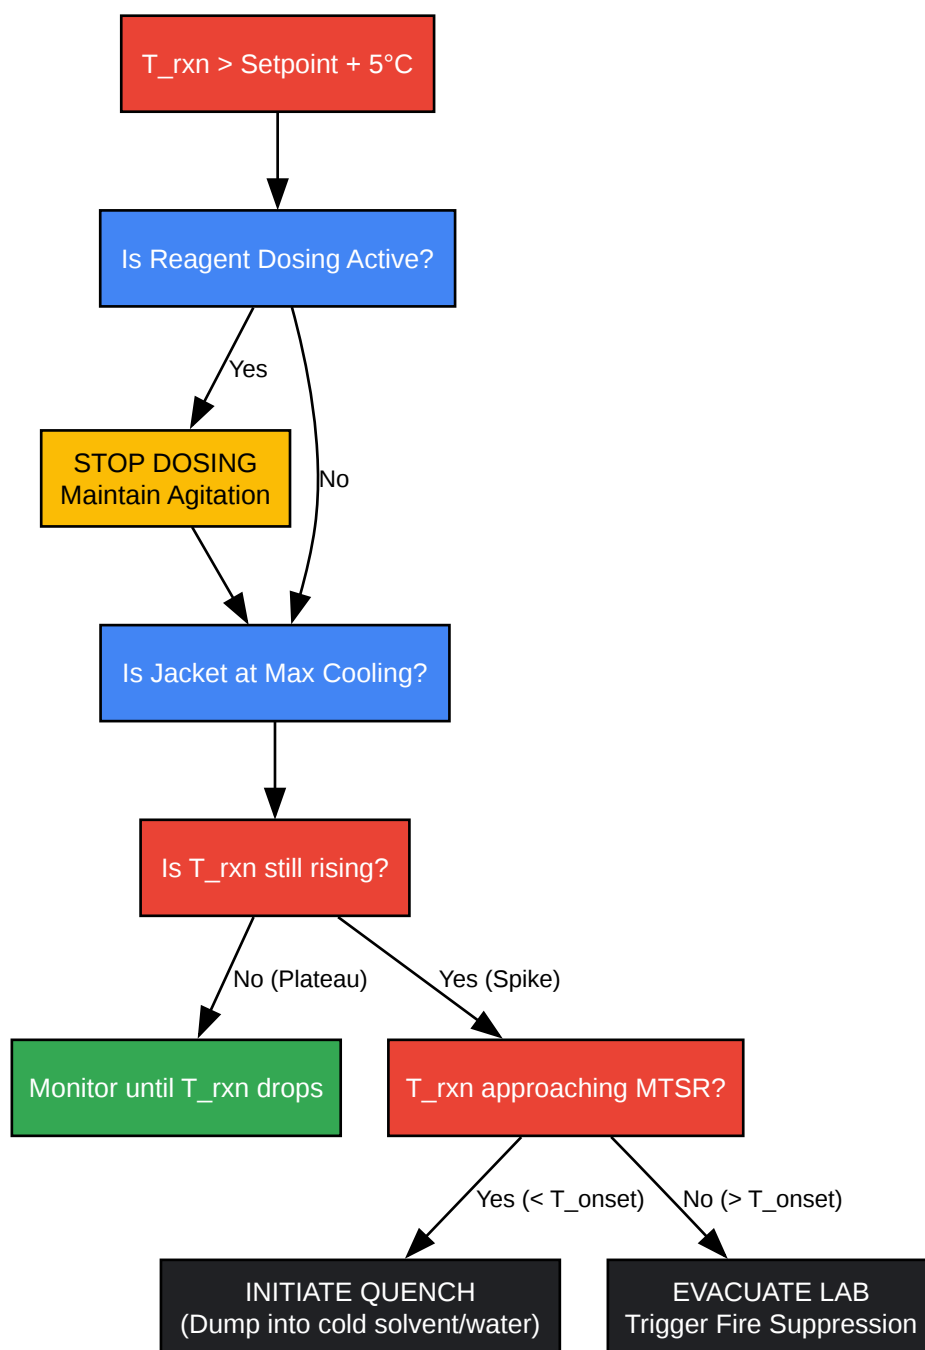 T_rxn > Setpoint + 5°C
Is Reagent Dosing Active?
Yes
STOP DOSING
Maintain Agitation
No
Is Jacket at Max Cooling?
Is T_rxn still rising?
No (Plateau)
Yes (Spike)
Monitor until T_rxn drops
T_rxn approaching MTSR?
Yes (< T_onset)
No (> T_onset)
INITIATE QUENCH
(Dump into cold solvent/water)
EVACUATE LAB
Trigger Fire Suppression